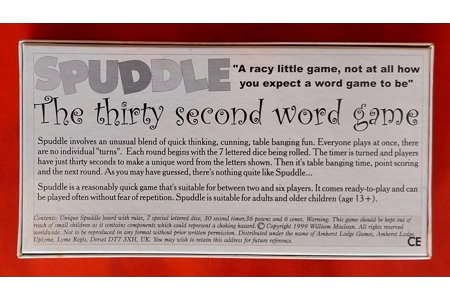 SPUDDLE
"A racy little game, not at all how
you expect a word game to be"
The thirty second word game
Spuddle involves an unusual blend of quick thinking, cunning, table banging fun. Everyone plays at once, there
are no individual "turns". Each round begins with the 7 lettered dice being rolled. The timer is turned and players
have just thirty seconds to make a unique word from the letters shown. Then it's table banging time, point scoring
and the next round. As you may have guessed, there's nothing quite like Spuddle...
Spuddle is a reasonably quick game that's suitable for between two and six players. It comes ready-to-play and can
be played often without fear of repetition. Spuddle is suitable for adults and older children (age 13+).
Contents: Unique Spuddle board with rules, 7 special lettered dice, 30 second timer,36 pawns and 6 cones. Warning: This game should be kept out of
reach of small children as it contains components which could represent a choking hazard. © Copyright 1999 William Maclean. All rights reserved
worldwide. Not to be reproduced in any format without prior written permission. Distributed under the name of Amherst Lodge Games, Amherst Lodge,
Uplyme, Lyme Regis, Dorset DT7 3XH, UK. You may wish to retain this address for future reference.
CE